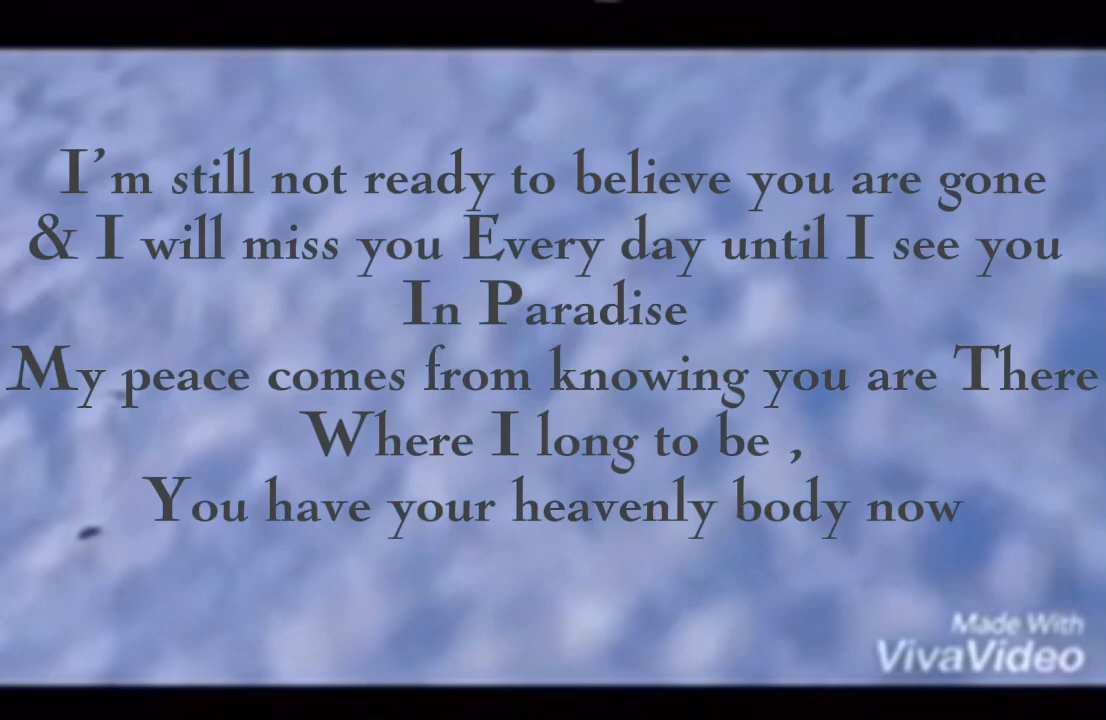 I'm still not ready to believe you are gone
& I will miss you Every day until I see you
In Paradise
My peace comes from knowing you are There
Where I long to be ,
You have your heavenly body now
Made With
VivaVideo